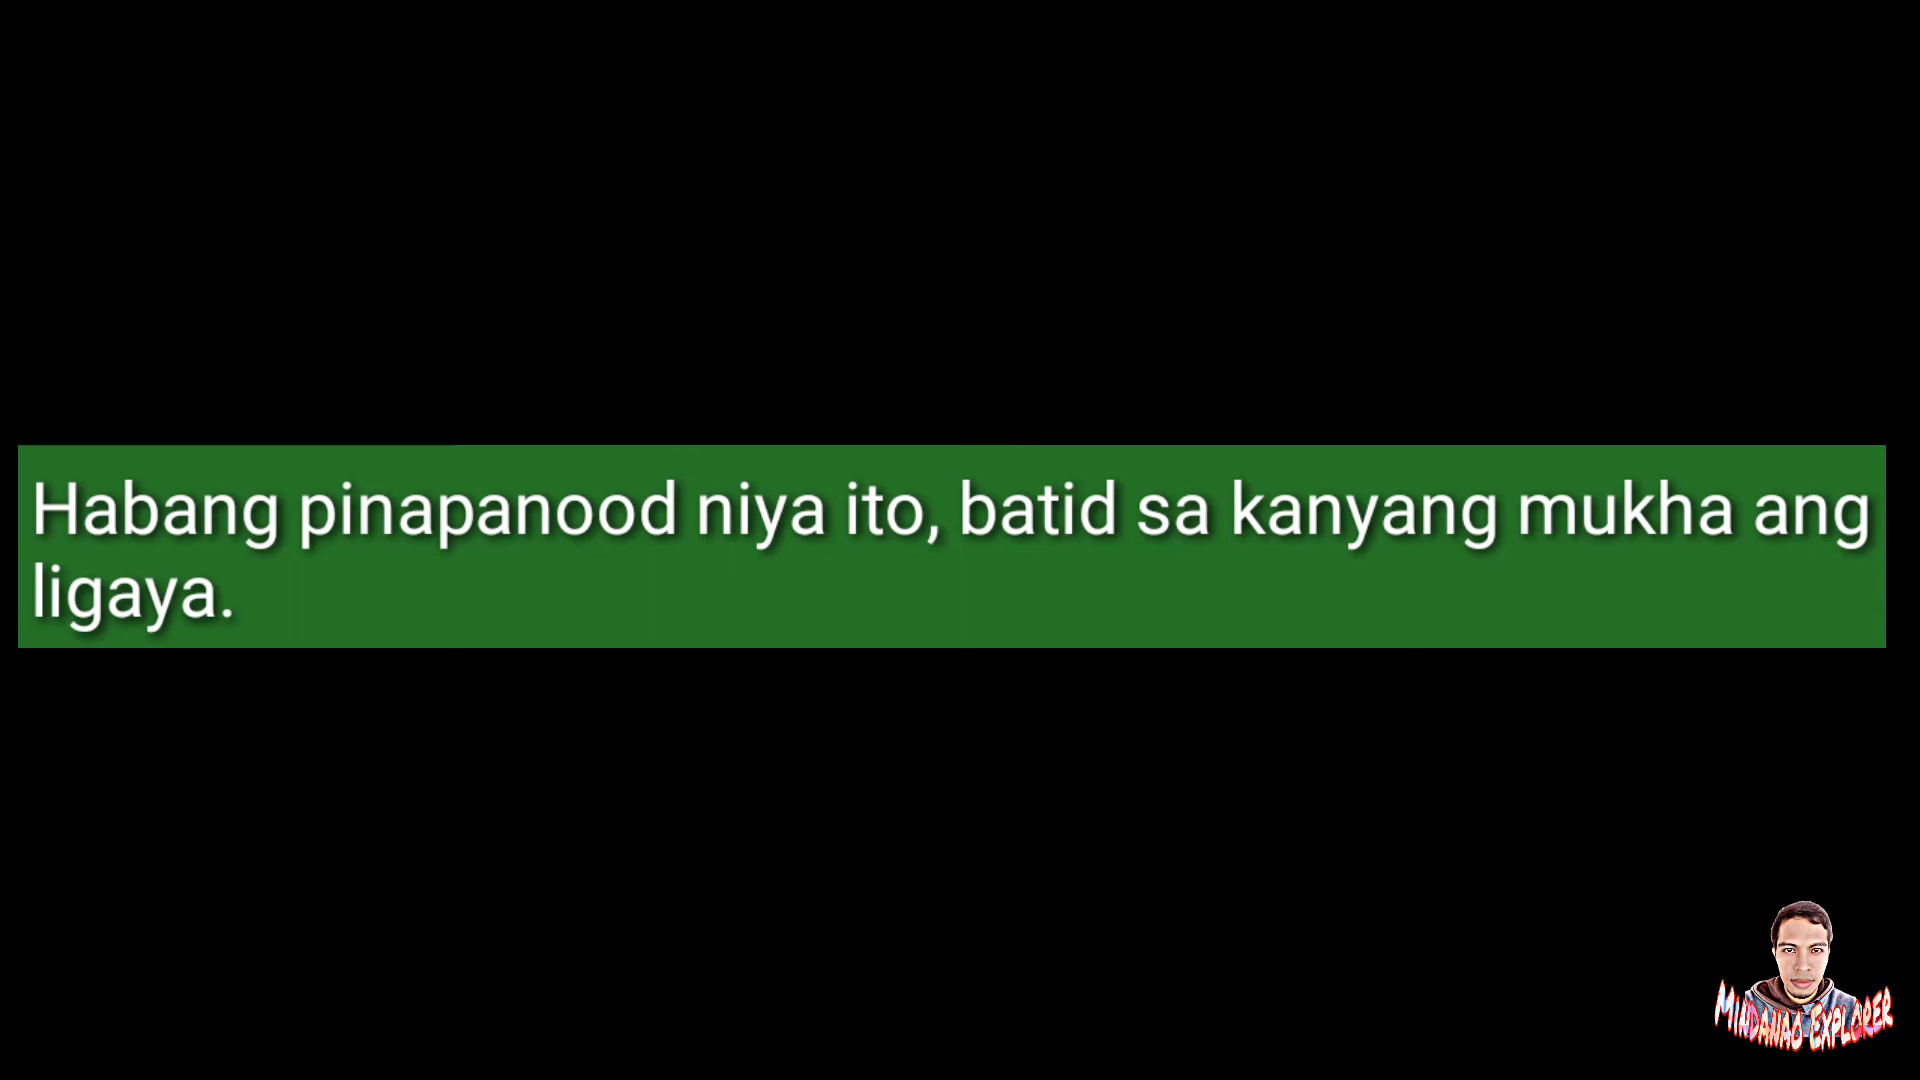 Habang pinapanood niya ito, batid sa kanyang mukha ang
ligaya.
MINDANAO EXPLORER